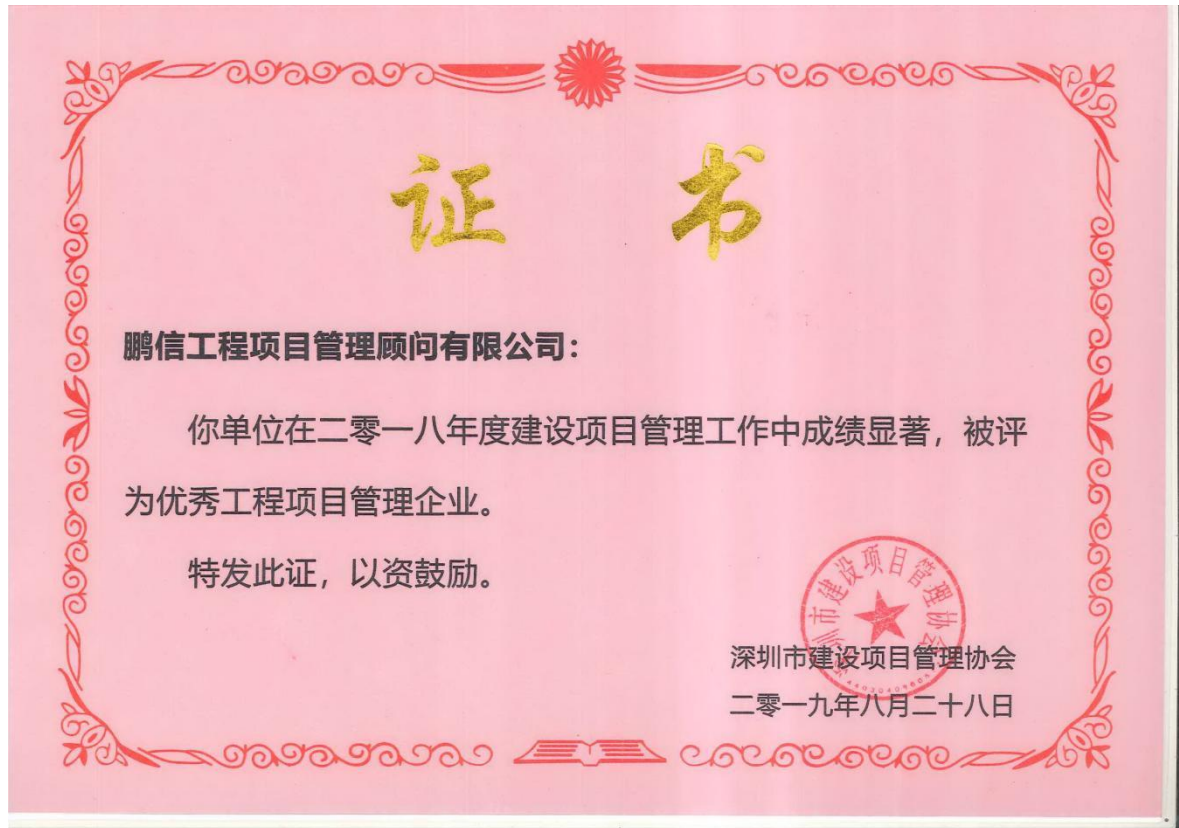 证 书
鹏信工程项目管理顾问有限公司：
你单位在二零一八年度建设项目管理工作中成绩显著，被评
为优秀工程项目管理企业。
特发此证，以资鼓励。
深圳市建设项目管理协会
深圳市建设项目管理协会
二零一九年八月二十八日